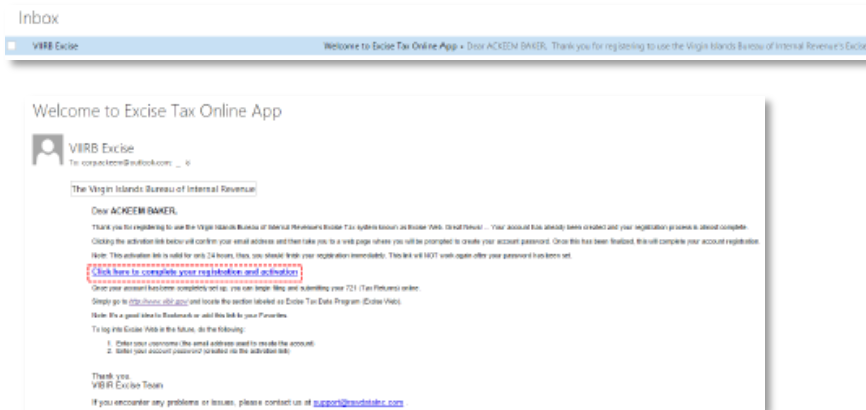 Inbox
VIIRB Excise Welcome to Excise Tax Online App - Dear ACKEEM BAKER, Thank you for registering to use the Virgin Islands Bureau of Internal Revenue's Excise
Welcome to Excise Tax Online App
VIIRB Excise
To:
The Virgin Islands Bureau of Internal Revenue
Dear ACKEEM BAKER,
Thank you for registering to use the Virgin Islands Bureau of Internal Revenue's Excise Tax system known as Excise Web. Great News! ... Your account has already been created and your registration process is almost complete.
Clicking the activation link below will confirm your email address and then take you to a web page where you will be prompted to create your account password. Once this has been finalized, this will complete your account registration.
Note: This activation link is valid for only 24 hours, thus, you should finish your registration immediately. This link will NOT work again after your password has been set.
Click here to complete your registration and activation
Once your account has been completely set up, you can begin filing and submitting your 721 (Tax Returns) online.
Simply go to and locate the section labeled as Excise Tax Data Program (Excise Web).
Note: It's a good idea to Bookmark or add this link to your Favorites.
To log into Excise Web in the future, do the following:
1. Enter your username (the email address used to create the account)
2. Enter your account password (created via the activation link)
Thank you,
VIBIR Excise Team
If you encounter any problems or issues, please contact us at